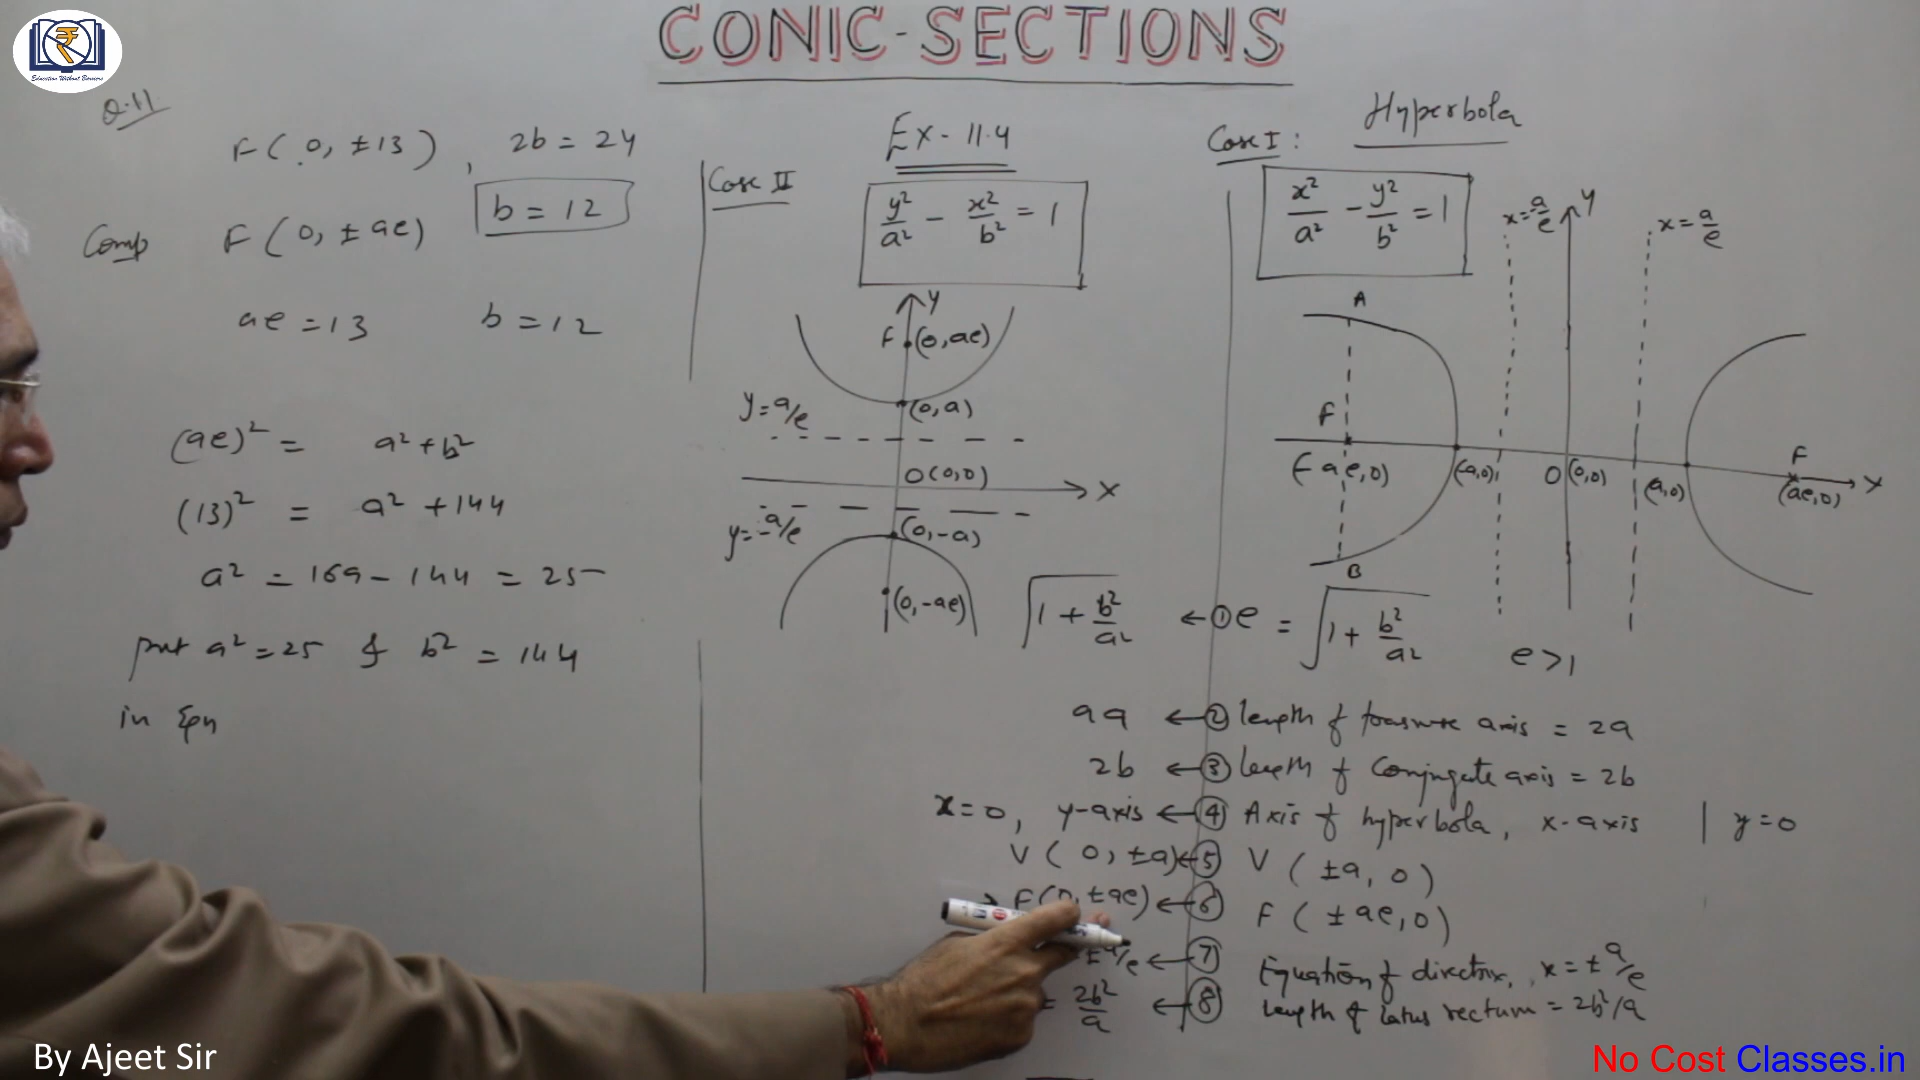 CONIC-SECTIONS
Education Without Barriers
Q.11
F(0, ±13), 2b = 24
b = 12
Comp F(0, ±ae)
ae = 13 b = 12
(ae)² = a² + b²
(13)² = a² + 144
a² = 169 - 144 = 25
put a² = 25 & b² = 144
in Eqn
Ex-11.4
Case II
y²/a² - x²/b² = 1
Y
F (0, ae)
(0, a)
y = a/e
O(0,0)
X
y = -a/e
(0, -a)
(0, -ae)
Hyperbola
Case I :
x²/a² - y²/b² = 1
x = -a/e
Y
x = a/e
A
F
(-ae, 0)
(-a,0)
O (0,0)
(a,0)
F
(ae,0)
X
B
√1 + b²/a² ← ① e = √1 + b²/a² e > 1
aa ← ② length of transverse axis = 2a
2b ← ③ length of Conjugate axis = 2b
x = 0, y-axis ← ④ Axis of hyperbola, x-axis | y = 0
V (0, ±a) ← ⑤ V (±a, 0)
F(0, ±ae) ← ⑥ F (±ae, 0)
± a/e ← ⑦ Equation of directrix, x = ± a/e
= 2b²/a ← ⑧ length of latus rectum = 2b²/a
By Ajeet Sir
No Cost Classes.in